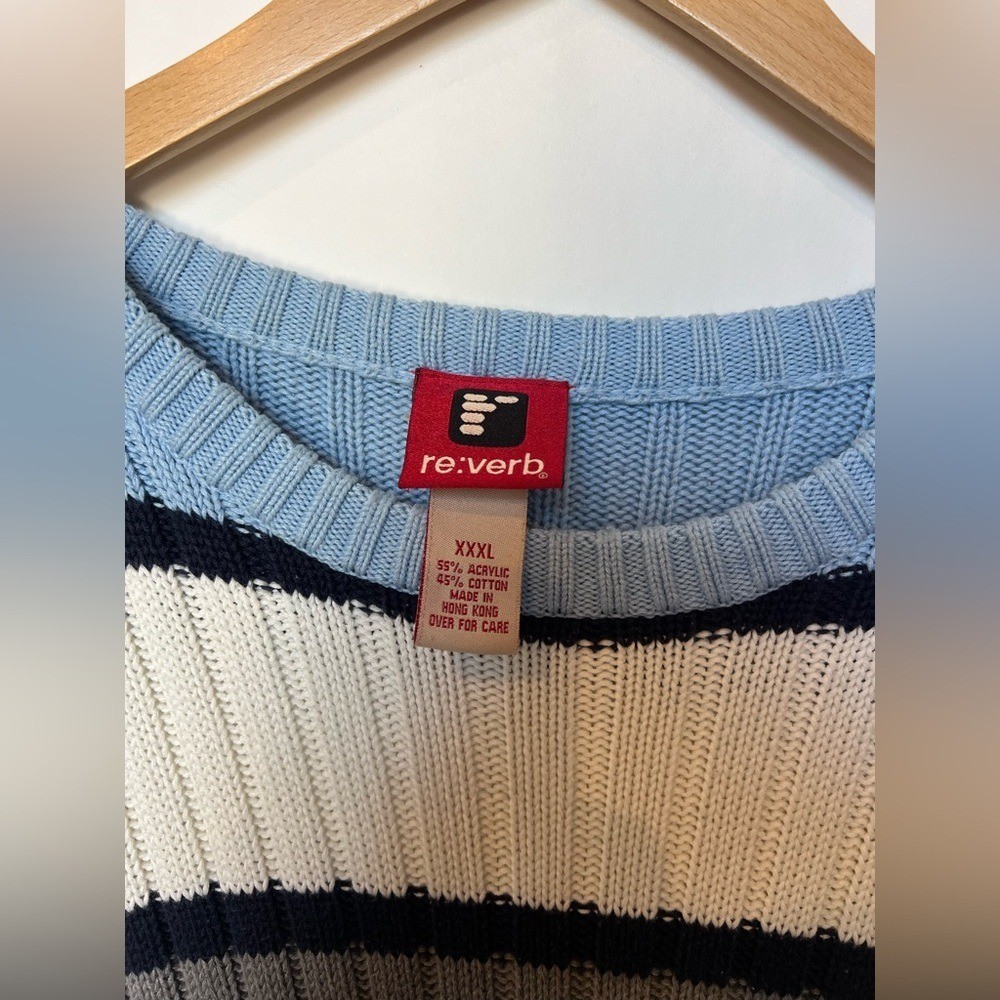 re:verb®
XXXL
55% ACRYLIC
45% COTTON
MADE IN
HONG KONG
OVER FOR CARE